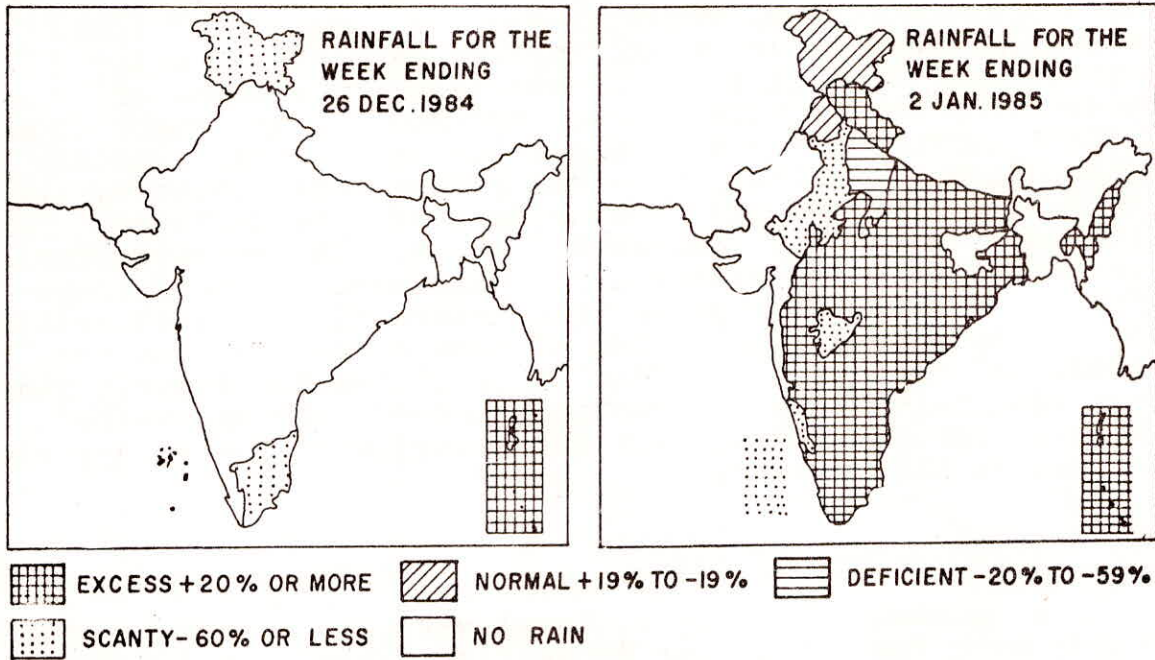 RAINFALL FOR THE
WEEK ENDING
26 DEC. 1984
RAINFALL FOR THE
WEEK ENDING
2 JAN. 1985
EXCESS +20% OR MORE
NORMAL +19% TO -19%
DEFICIENT -20% TO -59%
SCANTY -60% OR LESS
NO RAIN